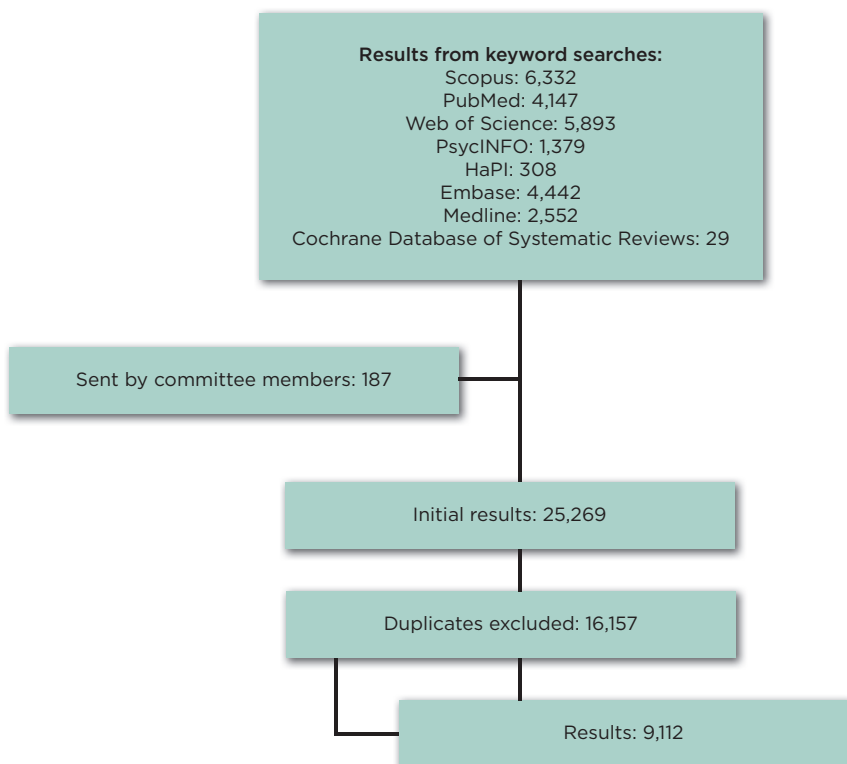 Results from keyword searches:
Scopus: 6,332
PubMed: 4,147
Web of Science: 5,893
PsycINFO: 1,379
HaPI: 308
Embase: 4,442
Medline: 2,552
Cochrane Database of Systematic Reviews: 29
Sent by committee members: 187
Initial results: 25,269
Duplicates excluded: 16,157
Results: 9,112